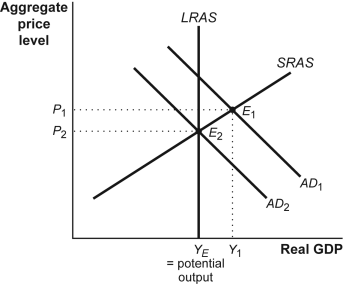 Aggregate
price
level
LRAS
SRAS
P1
E1
P2
E2
AD1
AD2
YE
Y1
Real GDP
= potential
output